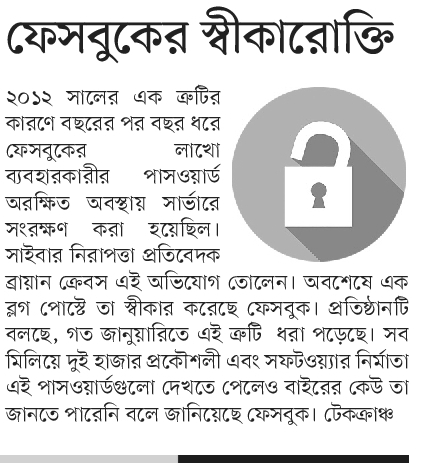 ফেসবুকের স্বীকারোক্তি
২০১২ সালের এক ত্রুটির
কারণে বছরের পর বছর ধরে
ফেসবুকের লাখো
ব্যবহারকারীর পাসওয়ার্ড
অরক্ষিত অবস্থায় সার্ভারে
সংরক্ষণ করা হয়েছিল।
সাইবার নিরাপত্তা প্রতিবেদক
ব্রায়ান ক্রেবস এই অভিযোগ তোলেন। অবশেষে এক
ব্লগ পোস্টে তা স্বীকার করেছে ফেসবুক। প্রতিষ্ঠানটি
বলছে, গত জানুয়ারিতে এই ত্রুটি ধরা পড়েছে। সব
মিলিয়ে দুই হাজার প্রকৌশলী এবং সফটওয়্যার নির্মাতা
এই পাসওয়ার্ডগুলো দেখতে পেলেও বাইরের কেউ তা
জানতে পারেনি বলে জানিয়েছে ফেসবুক। টেকক্রাঞ্চ